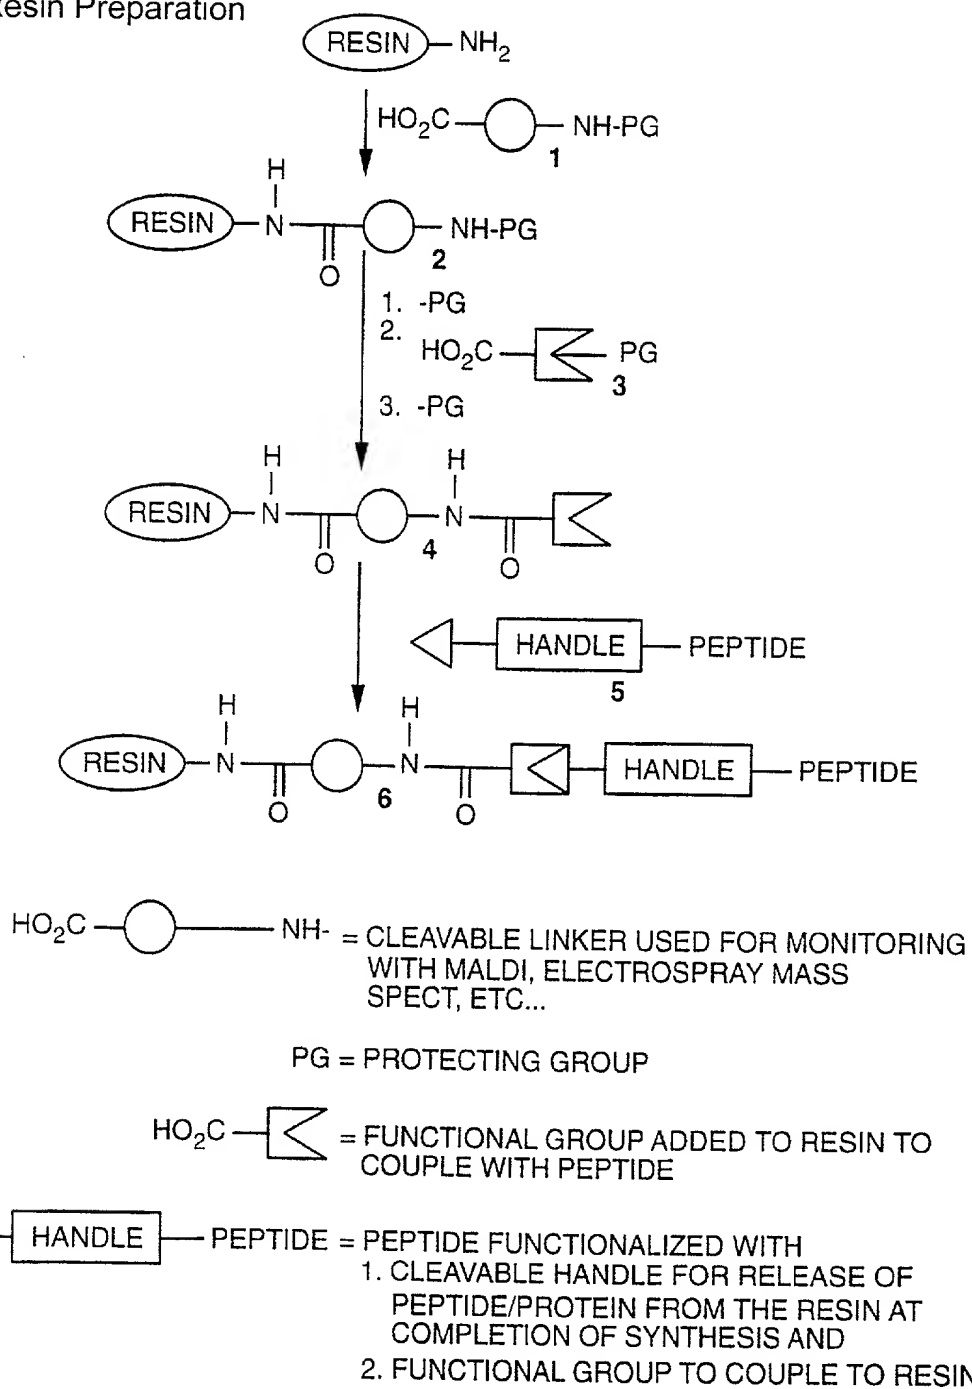 Resin Preparation
RESIN NH2
HO2C NH-PG
1
H
RESIN N NH-PG
O 2
1. -PG
2.
HO2C PG
3
3. -PG
H H
RESIN N N
O 4 O
HANDLE PEPTIDE
5
H H
RESIN N N HANDLE PEPTIDE
O 6 O
HO2C NH- = CLEAVABLE LINKER USED FOR MONITORING
WITH MALDI, ELECTROSPRAY MASS
SPECT, ETC...
PG = PROTECTING GROUP
HO2C = FUNCTIONAL GROUP ADDED TO RESIN TO
COUPLE WITH PEPTIDE
HANDLE PEPTIDE = PEPTIDE FUNCTIONALIZED WITH
1. CLEAVABLE HANDLE FOR RELEASE OF
PEPTIDE/PROTEIN FROM THE RESIN AT
COMPLETION OF SYNTHESIS AND
2. FUNCTIONAL GROUP TO COUPLE TO RESIN